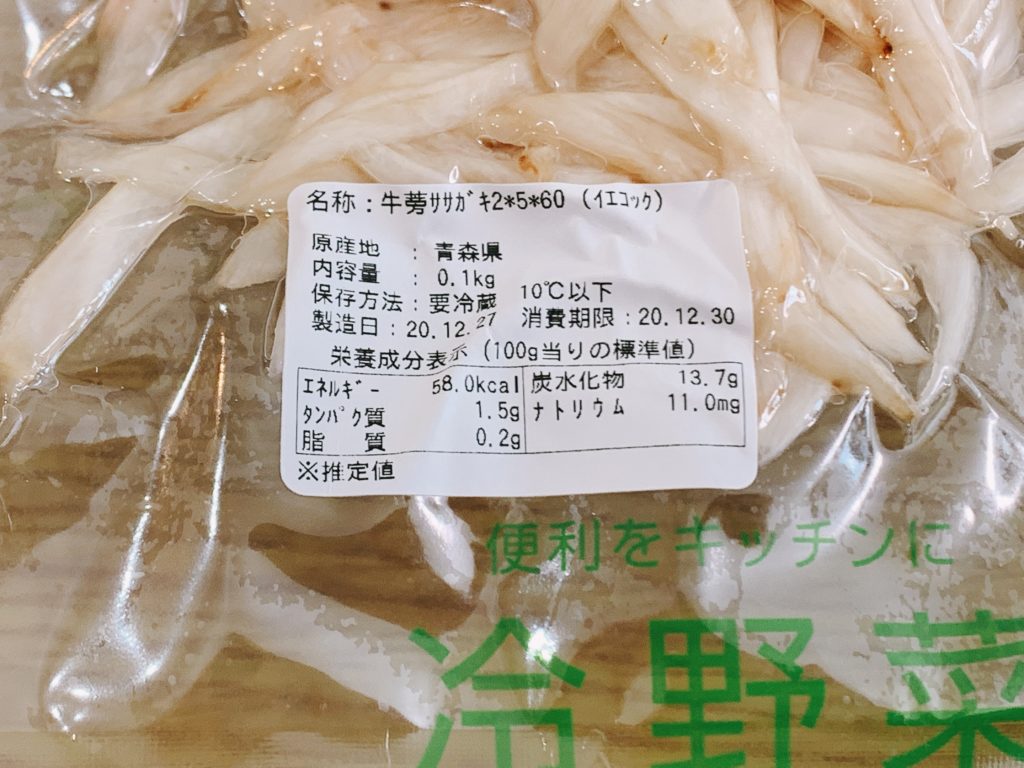 名称：牛蒡ｻｻｶﾞｷ2*5*60（ｲｴｺｯｸ）
原産地　：青森県
内容量　：0.1kg
保存方法：要冷蔵　10℃以下
製造日：20.12.27　消費期限：20.12.30
栄養成分表示（100g当りの標準値）
ｴﾈﾙｷﾞｰ　58.0kcal　炭水化物　13.7g
ﾀﾝﾊﾟｸ質　1.5g　ﾅﾄﾘｳﾑ　11.0mg
脂　質　0.2g
※推定値
便利をキッチンに
冷野菜